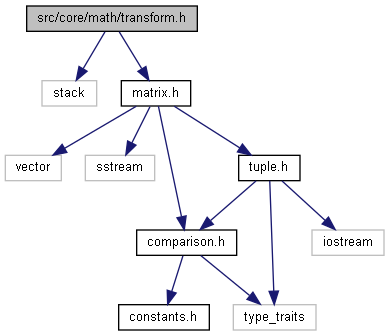 src/core/math/transform.h
stack
matrix.h
vector
sstream
tuple.h
comparison.h
iostream
constants.h
type_traits